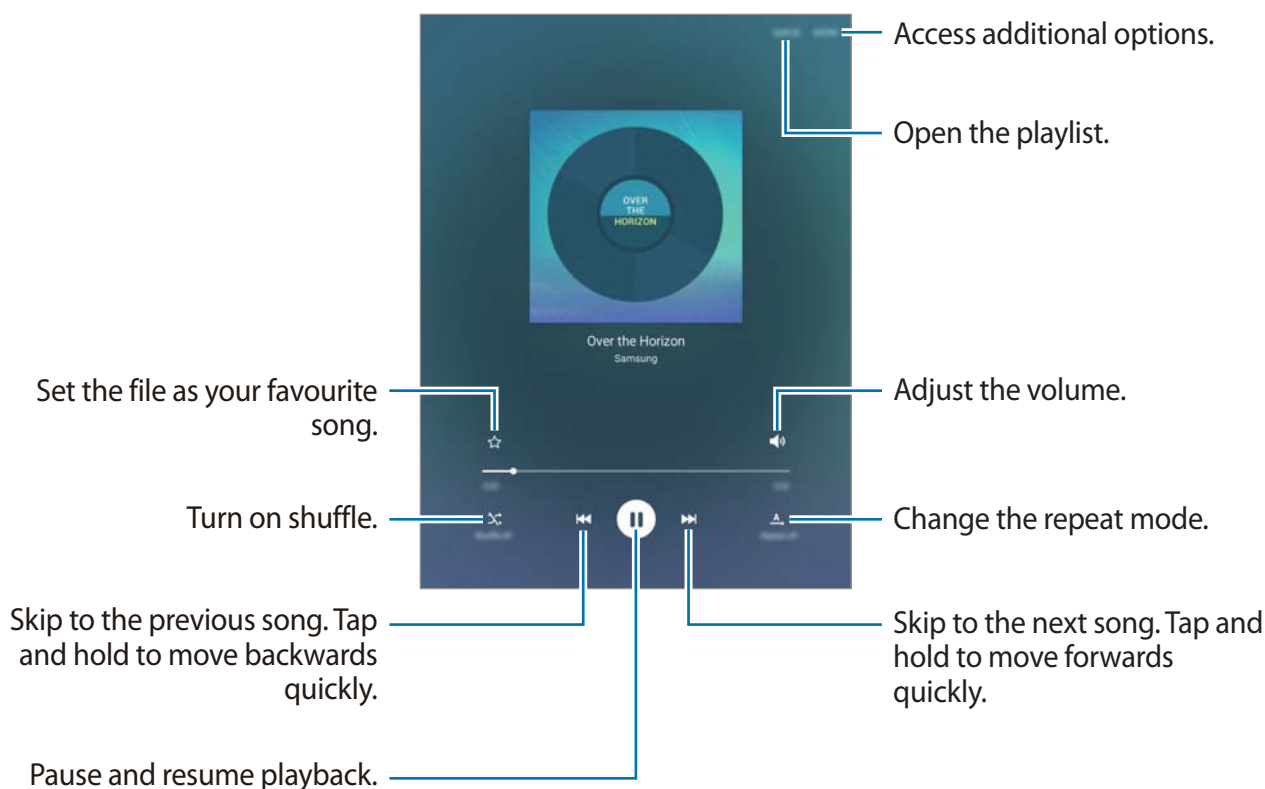 Access additional options.
Open the playlist.
OVER
THE
HORIZON
Over the Horizon
Samsung
Set the file as your favourite
song.
Adjust the volume.
Turn on shuffle.
A
Change the repeat mode.
Skip to the previous song. Tap
and hold to move backwards
quickly.
Skip to the next song. Tap and
hold to move forwards
quickly.
Pause and resume playback.